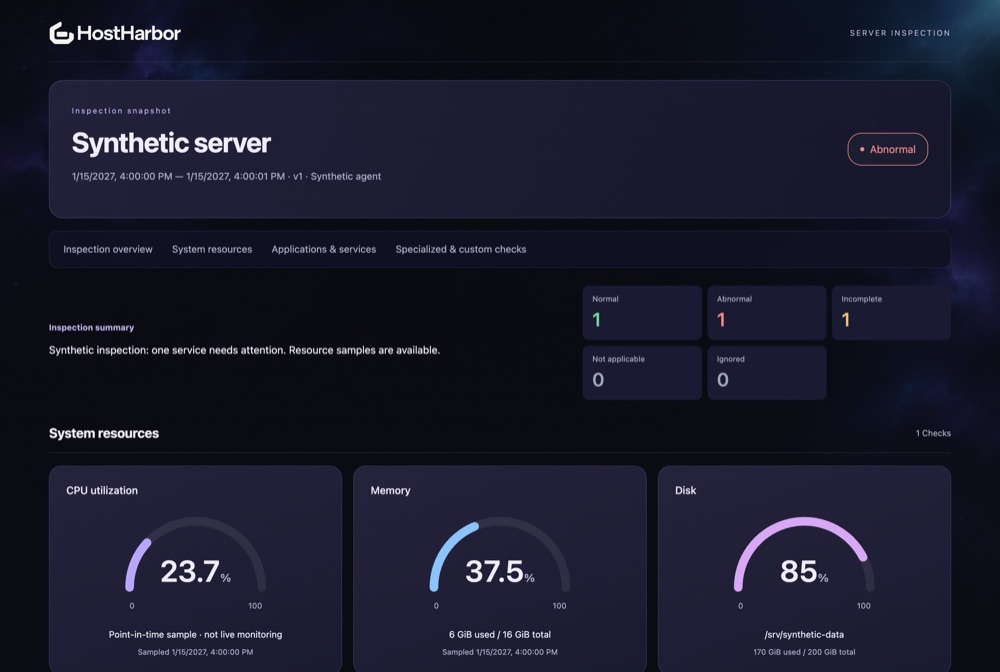 HostHarbor
SERVER INSPECTION
Inspection snapshot
Synthetic server
1/15/2027, 4:00:00 PM — 1/15/2027, 4:00:01 PM · v1 · Synthetic agent
Abnormal
Inspection overview
System resources
Applications & services
Specialized & custom checks
Inspection summary
Synthetic inspection: one service needs attention. Resource samples are available.
Normal
1
Abnormal
1
Incomplete
1
Not applicable
0
Ignored
0
System resources
1 Checks
CPU utilization
23.7%
0
100
Point-in-time sample · not live monitoring
Sampled 1/15/2027, 4:00:00 PM
Memory
37.5%
0
100
6 GiB used / 16 GiB total
Sampled 1/15/2027, 4:00:00 PM
Disk
85%
0
100
/srv/synthetic-data
170 GiB used / 200 GiB total